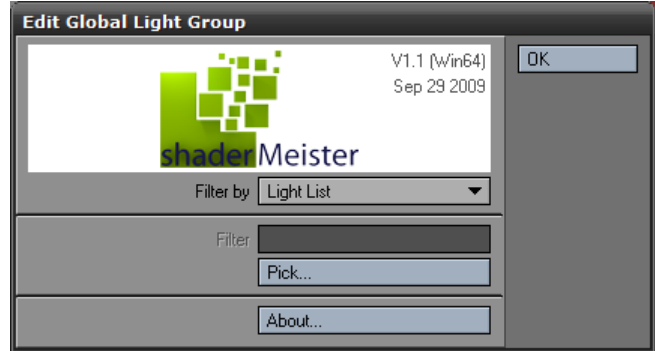 Edit Global Light Group
V1.1 (Win64)
Sep 29 2009
OK
shaderMeister
Filter by Light List
Filter
Pick...
About...